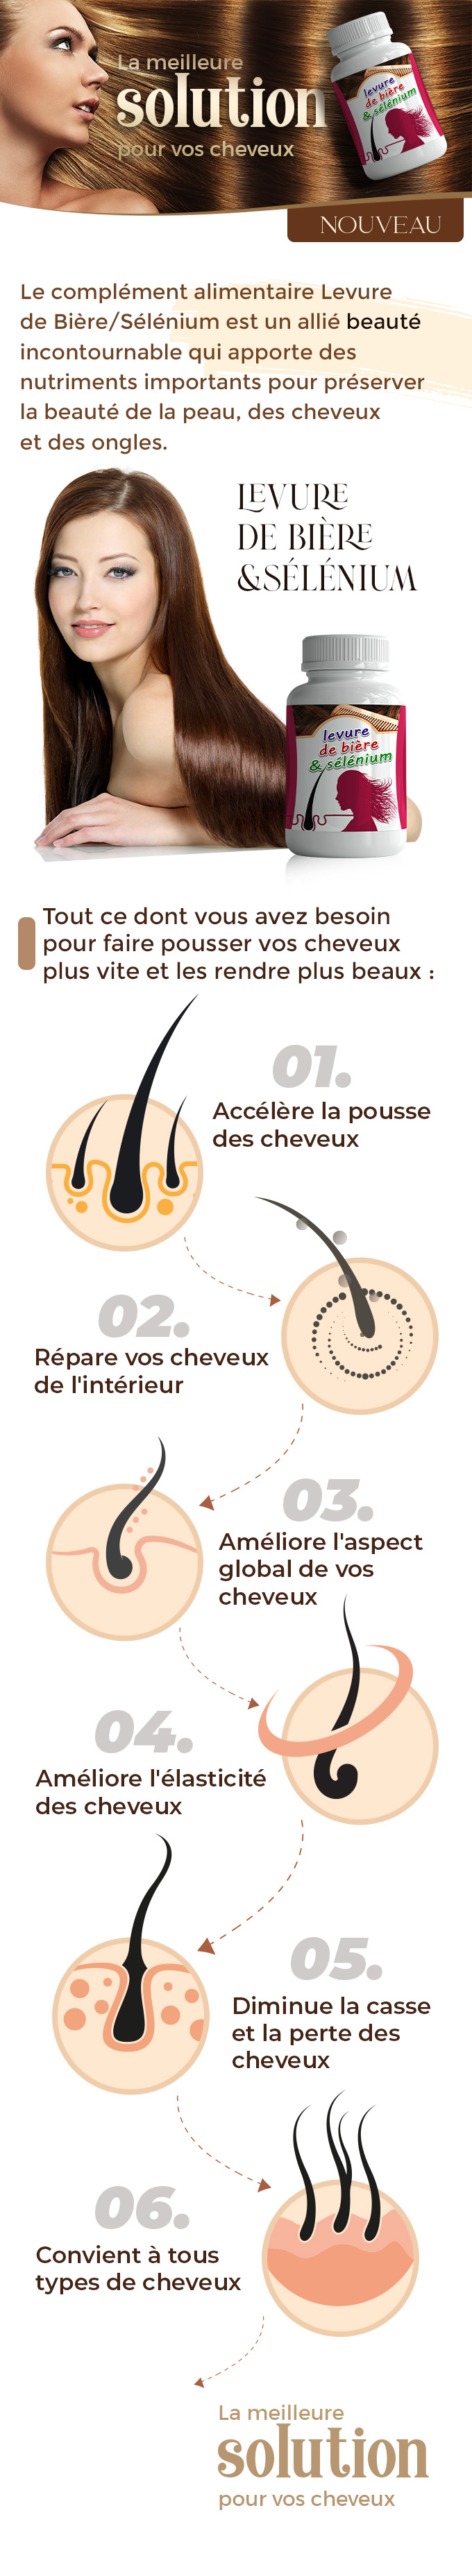 La meilleure
solution
pour vos cheveux
levure
de bière
& sélénium
NOUVEAU
Le complément alimentaire Levure
de Bière/Sélénium est un allié beauté
incontournable qui apporte des
nutriments importants pour préserver
la beauté de la peau, des cheveux
et des ongles.
LEVURE
DE BIÈRE
&SÉLÉNIUM
levure
de bière
& sélénium
Tout ce dont vous avez besoin
pour faire pousser vos cheveux
plus vite et les rendre plus beaux :
01.
Accélère la pousse
des cheveux
02.
Répare vos cheveux
de l'intérieur
03.
Améliore l'aspect
global de vos
cheveux
04.
Améliore l'élasticité
des cheveux
05.
Diminue la casse
et la perte des
cheveux
06.
Convient à tous
types de cheveux
La meilleure
solution
pour vos cheveux